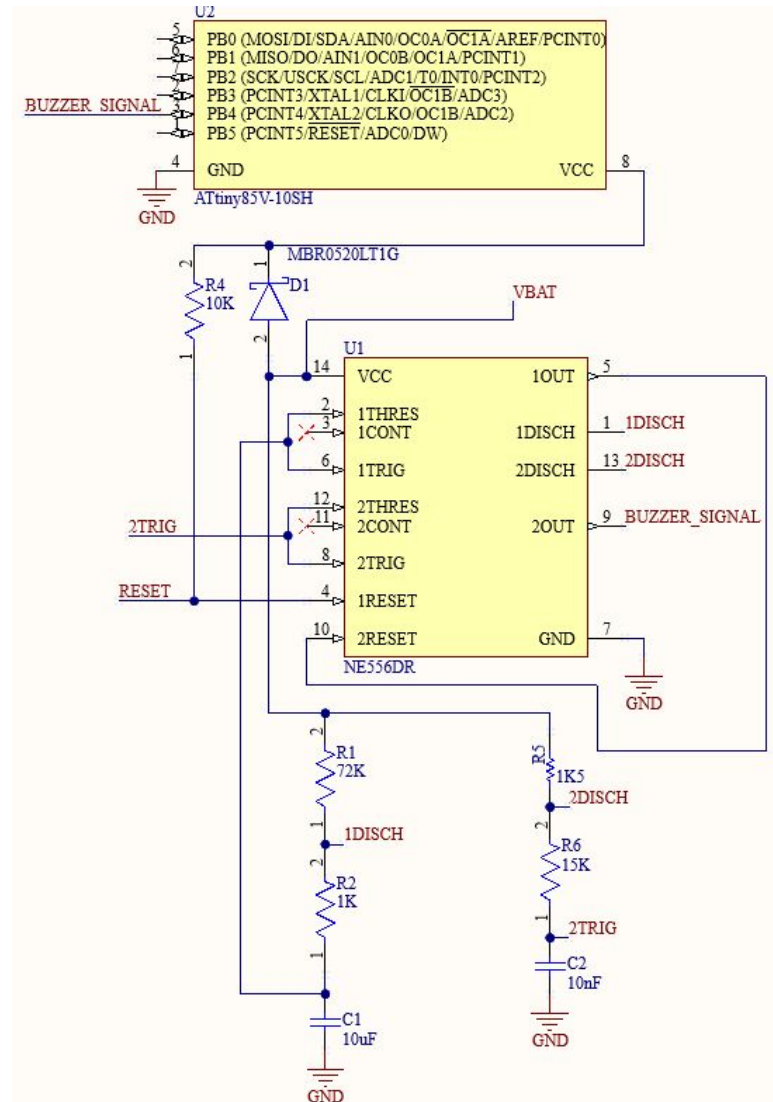 U2
5 PB0 (MOSI/DI/SDA/AIN0/OC0A/OC1A/AREF/PCINT0)
6 PB1 (MISO/DO/AIN1/OC0B/OC1A/PCINT1)
7 PB2 (SCK/USCK/SCL/ADC1/T0/INT0/PCINT2)
2 PB3 (PCINT3/XTAL1/CLKI/OC1B/ADC3)
BUZZER_SIGNAL 3 PB4 (PCINT4/XTAL2/CLKO/OC1B/ADC2)
1 PB5 (PCINT5/RESET/ADC0/DW)
4 GND VCC 8
GND
ATtiny85V-10SH
2 1 MBR0520LT1G
R4 D1
10K
VBAT
1 2
U1
14 VCC 1OUT 5
2 1THRES
3 1CONT 1DISCH 1 1DISCH
6 1TRIG 2DISCH 13 2DISCH
12 2THRES
11 2CONT 2OUT 9 BUZZER_SIGNAL
2TRIG
8 2TRIG
RESET 4 1RESET
10 2RESET GND 7
NE556DR
GND
2 R1
72K
R5
1K5
1 1DISCH
2DISCH
2 R2
1K
2 R6
15K
1
1 2TRIG
C1
10uF
C2
10nF
GND
GND